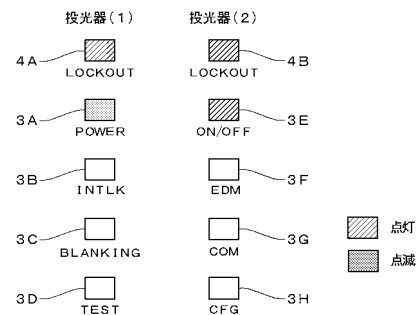 投光器(1) 投光器(2)
4A LOCKOUT LOCKOUT 4B
3A POWER ON/OFF 3E
3B INTLK EDM 3F
3C BLANKING COM 3G
3D TEST CFG 3H
点灯
点滅